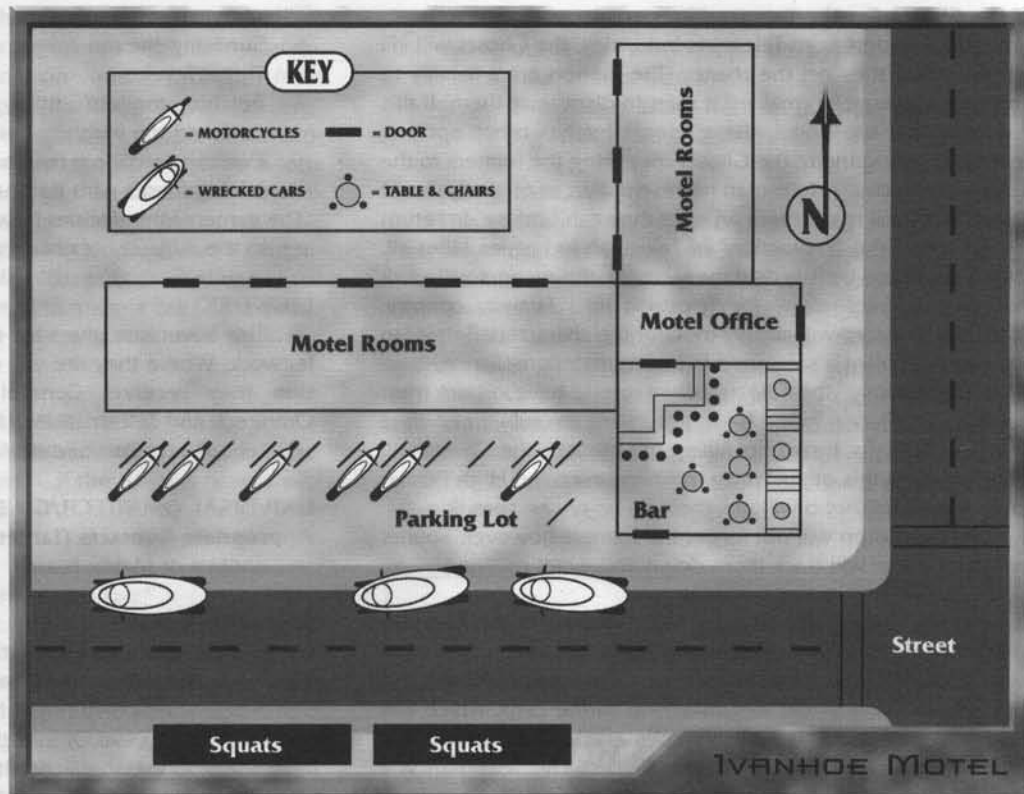 KEY
= MOTORCYCLES
= DOOR
= WRECKED CARS
= TABLE & CHAIRS
Motel Rooms
N
Motel Rooms
Motel Office
Parking Lot
Bar
Street
Squats
Squats
IVANHOE MOTEL